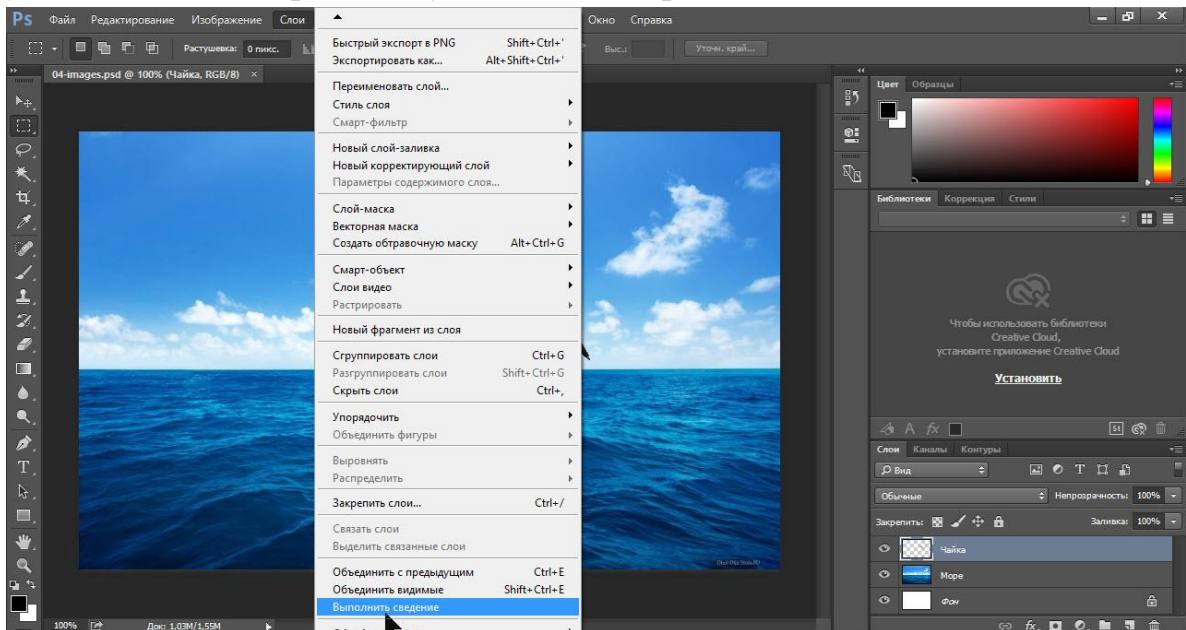 Ps Файл Редактирование Изображение Слои Окно Справка
Растушевка: 0 пикс. Выс.: Уточн. край...
04-images.psd @ 100% (Чайка, RGB/8) ×
Быстрый экспорт в PNG Shift+Ctrl+'
Экспортировать как... Alt+Shift+Ctrl+'
Переименовать слой...
Стиль слоя
Смарт-фильтр
Новый слой-заливка
Новый корректирующий слой
Параметры содержимого слоя...
Слой-маска
Векторная маска
Создать обтравочную маску Alt+Ctrl+G
Смарт-объект
Слои видео
Растрировать
Новый фрагмент из слоя
Сгруппировать слои Ctrl+G
Разгруппировать слои Shift+Ctrl+G
Скрыть слои Ctrl+,
Упорядочить
Объединить фигуры
Выровнять
Распределить
Закрепить слои... Ctrl+/
Связать слои
Выделить связанные слои
Объединить с предыдущим Ctrl+E
Объединить видимые Shift+Ctrl+E
Выполнить сведение
100% Док: 1,03M/1,55M
Цвет Образцы
Библиотеки Коррекция Стили
Чтобы использовать библиотеки
Creative Cloud,
установите приложение Creative Cloud
Установить
A fx St
Слои Каналы Контуры
Вид T
Обычные Непрозрачность: 100%
Закрепить: Заливка: 100%
Чайка
Море
Фон
fx